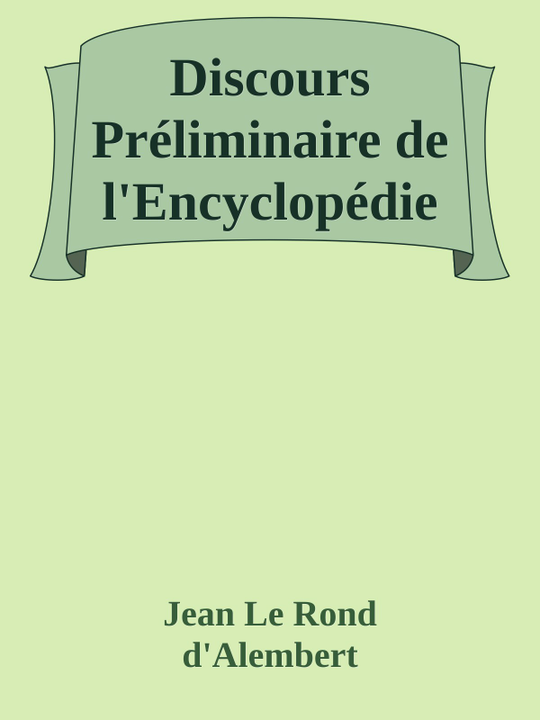 Discours
Préliminaire de
l'Encyclopédie
Jean Le Rond
d'Alembert